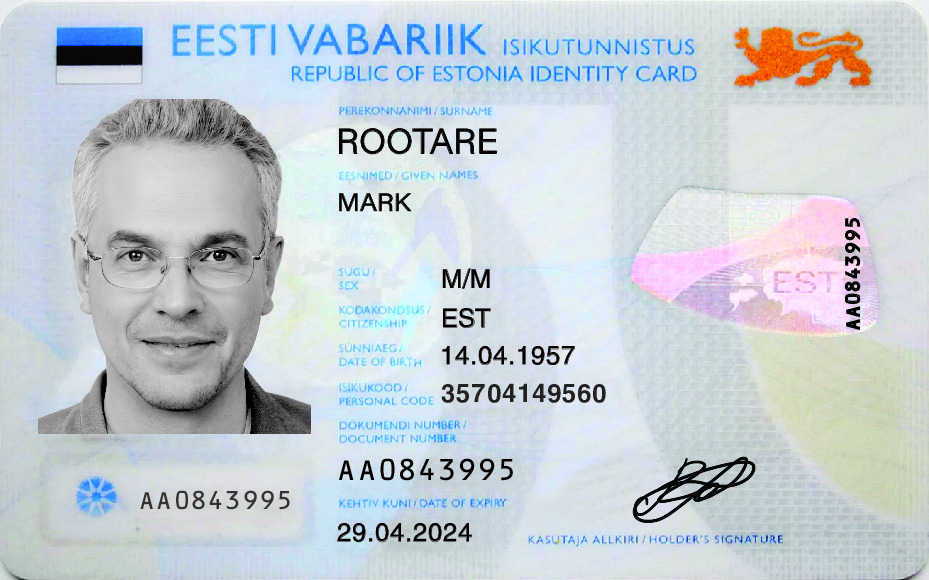 EESTI VABARIIK ISIKUTUNNISTUS
REPUBLIC OF ESTONIA IDENTITY CARD
PEREKONNANIMI / SURNAME
ROOTARE
EESNIMED / GIVEN NAMES
MARK
SUGU /
SEX
M/M
KODAKONDSUS /
CITIZENSHIP
EST
SÜNNIAEG /
DATE OF BIRTH
14.04.1957
ISIKUKOOD /
PERSONAL CODE
35704149560
DOKUMENDI NUMBER /
DOCUMENT NUMBER
AA0843995
KEHTIV KUNI / DATE OF EXPIRY
29.04.2024
AA0843995
EST
AA0843995
KASUTAJA ALLKIRI / HOLDER'S SIGNATURE